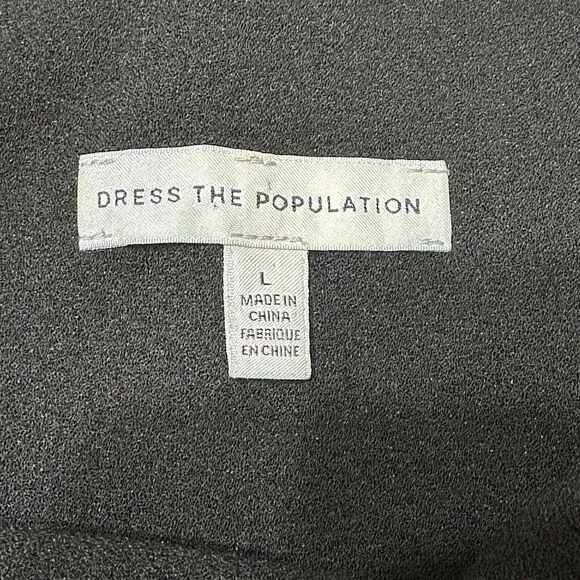 DRESS THE POPULATION
L
MADE IN
CHINA
FABRIQUE
EN CHINE